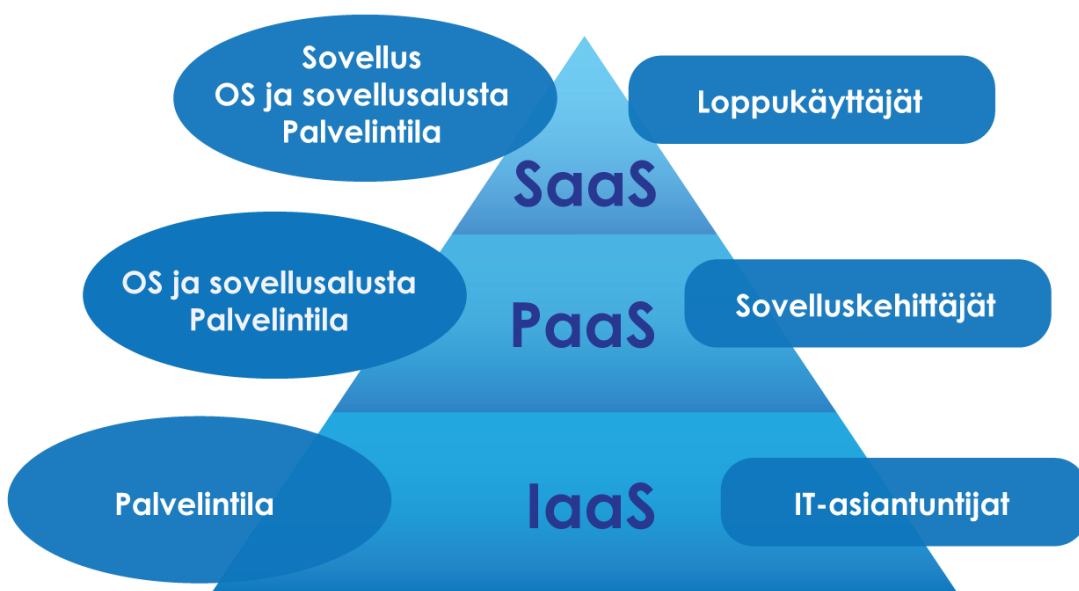 Sovellus
OS ja sovellusalusta
Palvelintila
Loppukäyttäjät
SaaS
OS ja sovellusalusta
Palvelintila
PaaS
Sovelluskehittäjät
Palvelintila
IaaS
IT-asiantuntijat